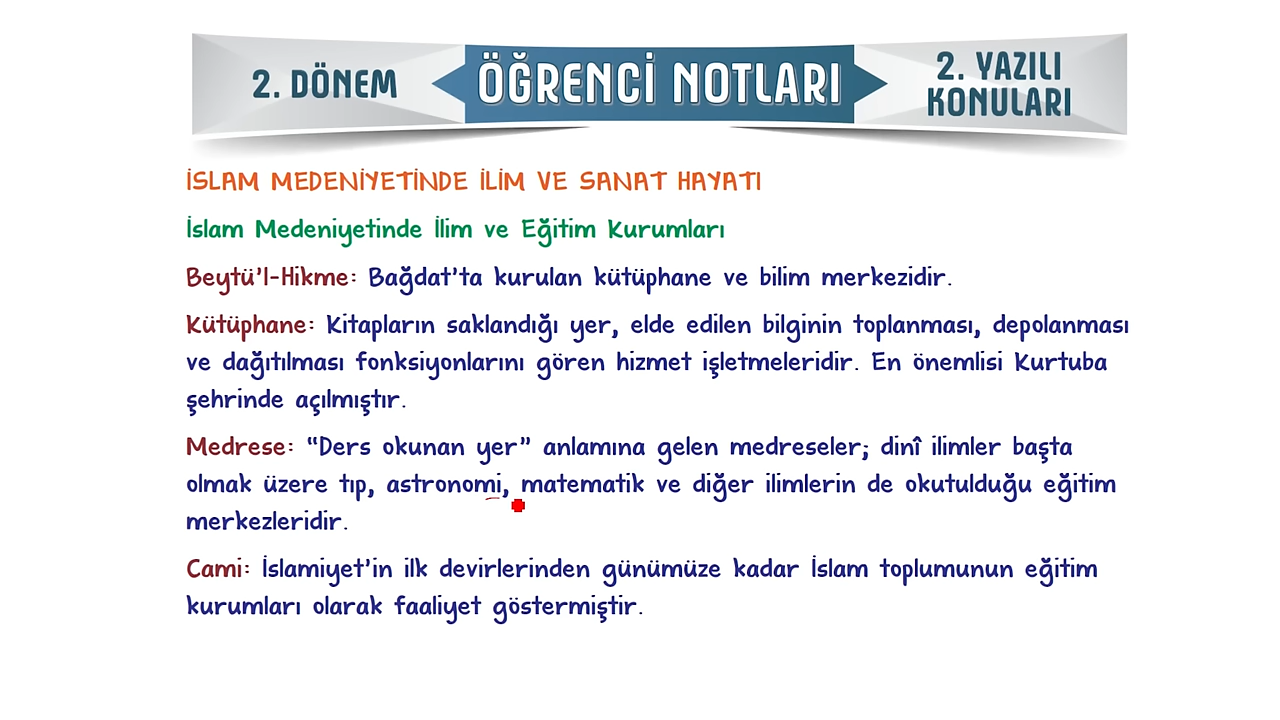 2. DÖNEM
ÖĞRENCİ NOTLARI
2. YAZILI
KONULARI
İSLAM MEDENİYETİNDE İLİM VE SANAT HAYATI
İslam Medeniyetinde İlim ve Eğitim Kurumları
Beytü'l-Hikme: Bağdat'ta kurulan kütüphane ve bilim merkezidir.
Kütüphane: Kitapların saklandığı yer, elde edilen bilginin toplanması, depolanması
ve dağıtılması fonksiyonlarını gören hizmet işletmeleridir. En önemlisi Kurtuba
şehrinde açılmıştır.
Medrese: “Ders okunan yer” anlamına gelen medreseler; dinî ilimler başta
olmak üzere tıp, astronomi, matematik ve diğer ilimlerin de okutulduğu eğitim
merkezleridir.
Cami: İslamiyet'in ilk devirlerinden günümüze kadar İslam toplumunun eğitim
kurumları olarak faaliyet göstermiştir.